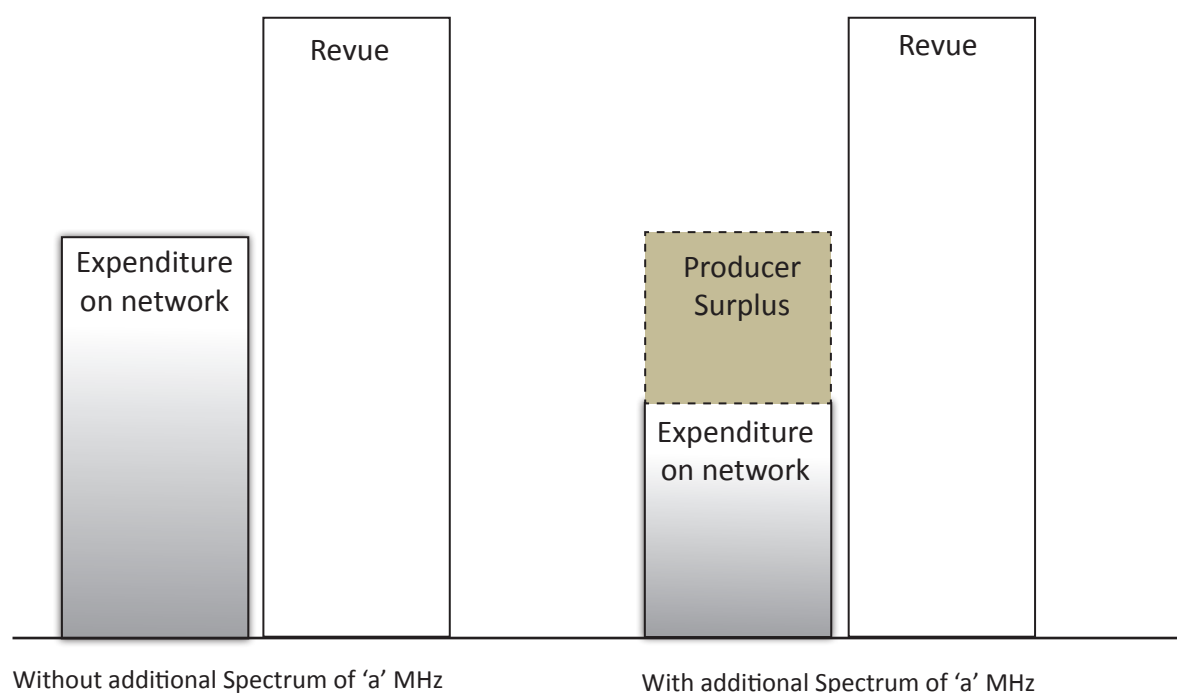 Revue
Expenditure
on network
Without additional Spectrum of ‘a’ MHz
Revue
Producer
Surplus
Expenditure
on network
With additional Spectrum of ‘a’ MHz